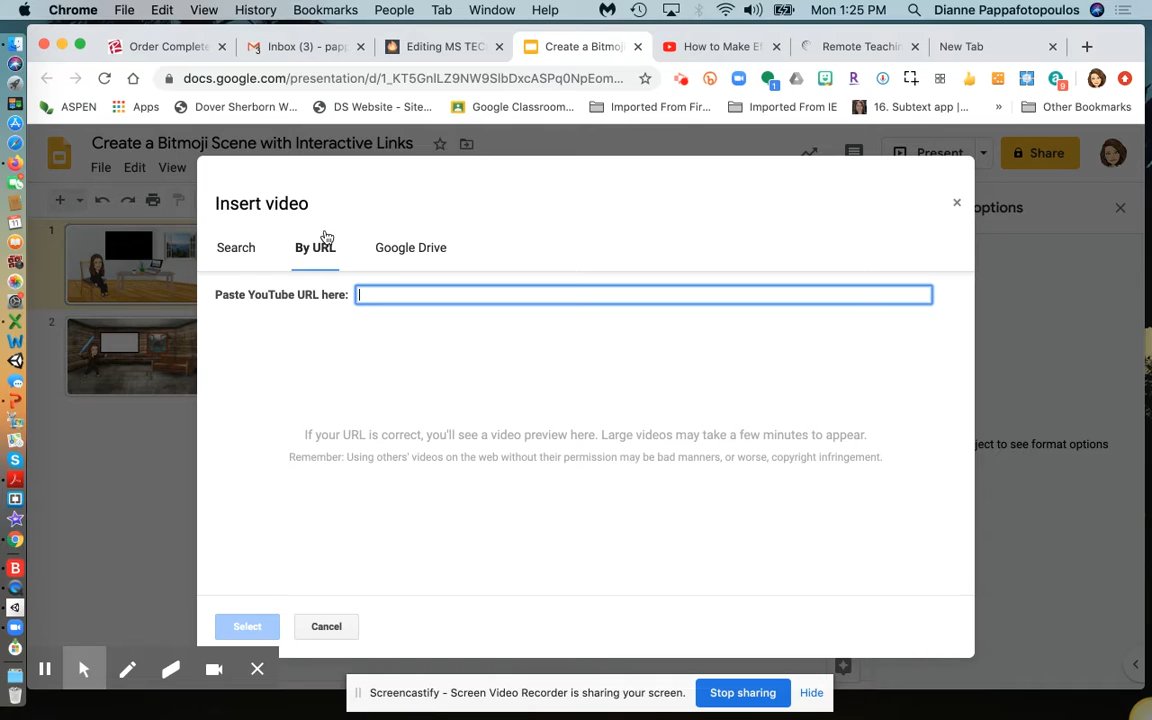 Chrome File Edit View History Bookmarks People Tab Window Help Mon 1:25 PM Dianne Pappafotopoulos
Order Complete Inbox (3) - pap Editing MS TEC Create a Bitmoji How to Make Ef Remote Teachin New Tab
docs.google.com/presentation/d/1_KT5GnlLZ9NW9SlbDxcASPq0NpEom... 1 R 9
ASPEN Apps Dover Sherborn W... DS Website - Site... Google Classroom... Imported From Fir... Imported From IE 16. Subtext app |... » Other Bookmarks
Create a Bitmoji Scene with Interactive Links
File Edit View Present Share
Insert video
options
Search By URL Google Drive
1
Paste YouTube URL here:
2
If your URL is correct, you'll see a video preview here. Large videos may take a few minutes to appear.
ject to see format options
Remember: Using others' videos on the web without their permission may be bad manners, or worse, copyright infringement.
Select Cancel
Screencastify - Screen Video Recorder is sharing your screen. Stop sharing Hide